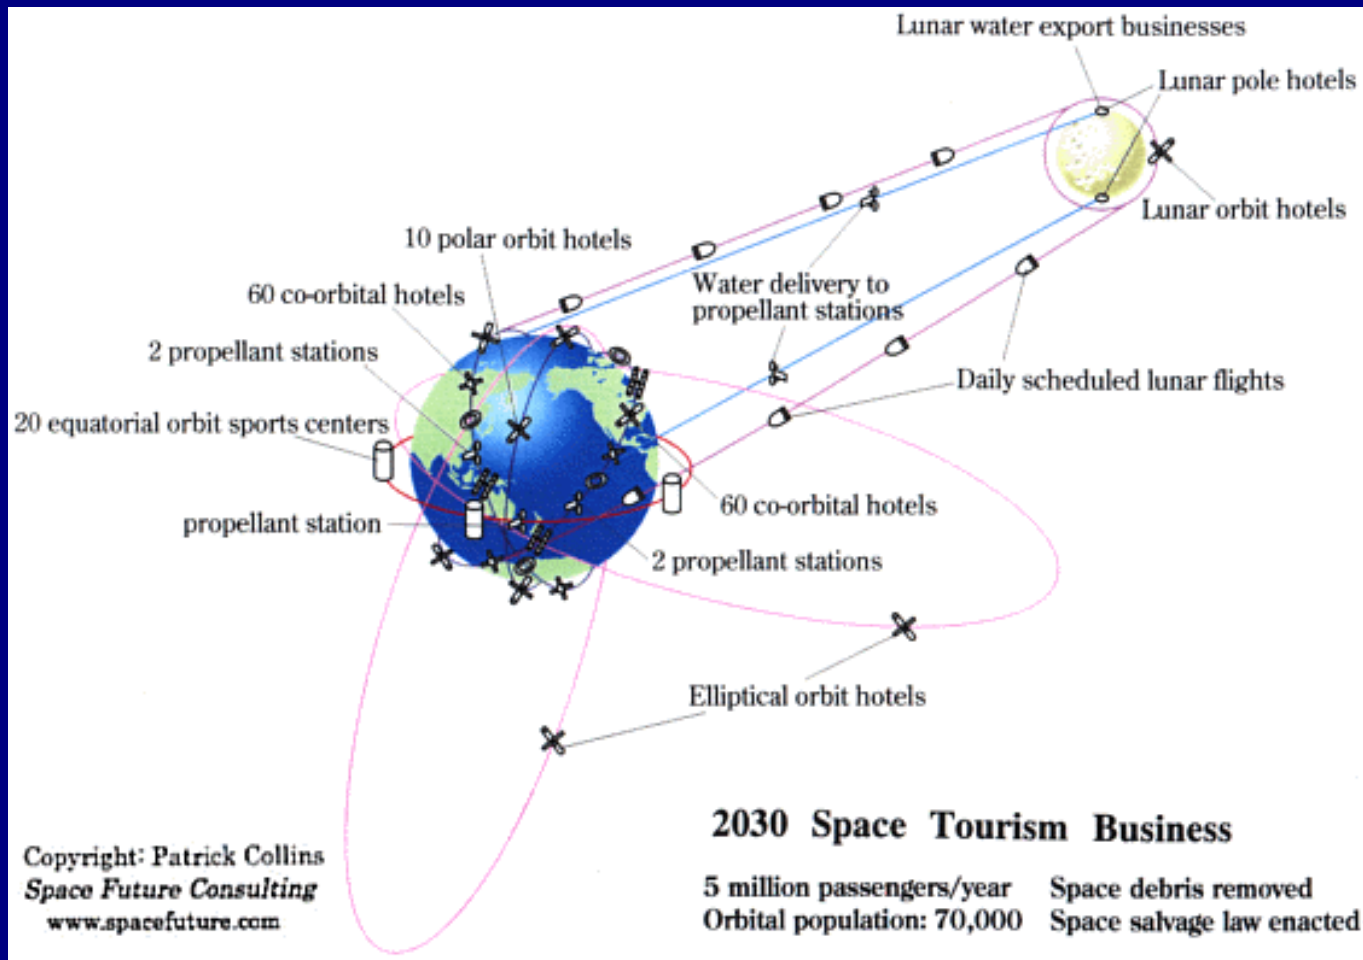 Lunar water export businesses
Lunar pole hotels
Lunar orbit hotels
10 polar orbit hotels
60 co-orbital hotels
Water delivery to
propellant stations
2 propellant stations
Daily scheduled lunar flights
20 equatorial orbit sports centers
60 co-orbital hotels
propellant station
2 propellant stations
Elliptical orbit hotels
2030 Space Tourism Business
5 million passengers/year Space debris removed
Orbital population: 70,000 Space salvage law enacted
Copyright: Patrick Collins
Space Future Consulting
www.spacefuture.com